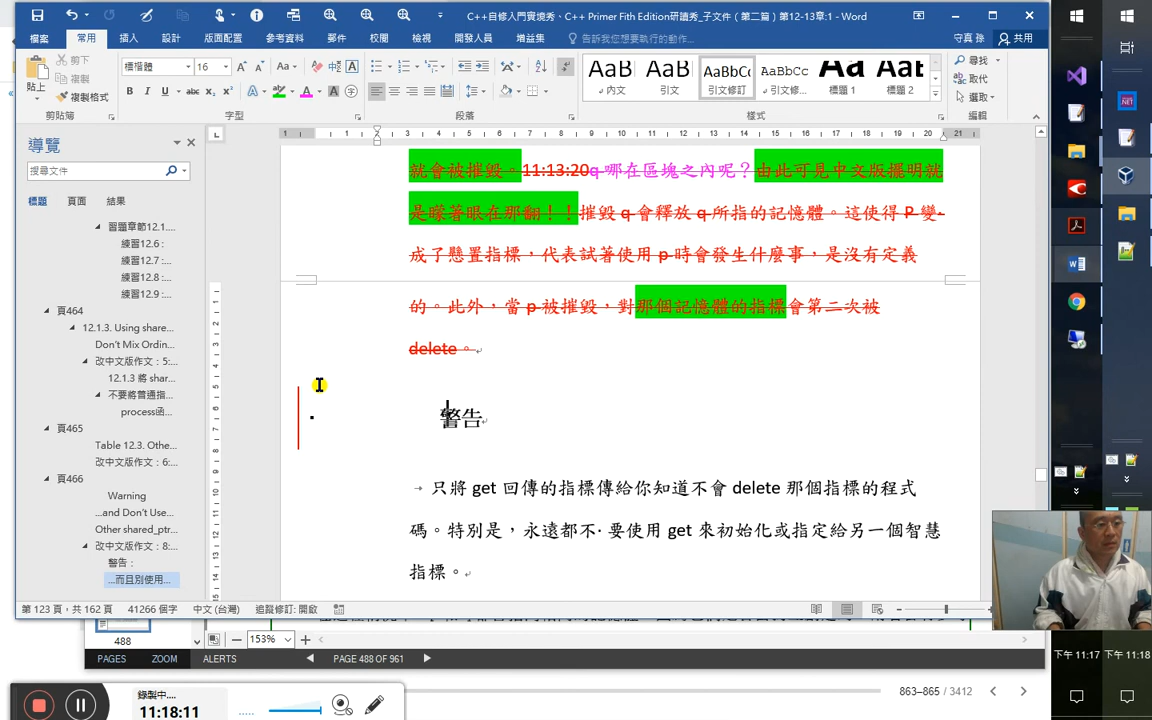 C++自修入門實境秀、C++ Primer Fith Edition研讀秀_子文件（第二篇）第12-13章:1 - Word
檔案 常用 插入 設計 版面配置 參考資料 郵件 校閱 檢視 開發人員 增益集 告訴我您想要執行的動作... 守真 孫 共用
剪下
複製
複製格式
貼上
標楷體 16
剪貼簿 字型 段落 樣式 編輯
AaB AaB AaBbCc AaBbCc Aa Aat
內文 引文 引文修訂 引文修... 標題 1 標題 2
尋找
取代
選取
導覽
搜尋文件
標題 頁面 結果
習題章節12.1....
練習12.6 :
練習12.7 :...
練習12.8 :
練習12.9 :
頁464
12.1.3. Using share...
Don't Mix Ordin...
改中文版作文：5:...
12.1.3 將 shar...
不要將普通指...
process函...
頁465
Table 12.3. Othe...
改中文版作文：6:...
頁466
Warning
...and Don't Use...
Other shared_ptr...
改中文版作文：8:...
警告：
...而且別使用...
就會被摧毀。11:13:20q 哪在區塊之內呢？由此可見中文版擺明就
是矇著眼在那翻！！摧毀 q 會釋放 q 所指的記憶體。這使得 P 變
成了懸置指標，代表試著使用 p 時會發生什麼事，是沒有定義
的。此外，當 p 被摧毀，對那個記憶體的指標會第二次被
delete。
警告
只將 get 回傳的指標傳給你知道不會 delete 那個指標的程式
碼。特別是，永遠都不 要使用 get 來初始化或指定給另一個智慧
指標。
第 123 頁，共 162 頁 41266 個字 中文 (台灣) 追蹤修訂: 開啟
488 153%
PAGES ZOOM ALERTS PAGE 488 OF 961
錄製中....
11:18:11
863–865 / 3412
下午 11:17 下午 11:18